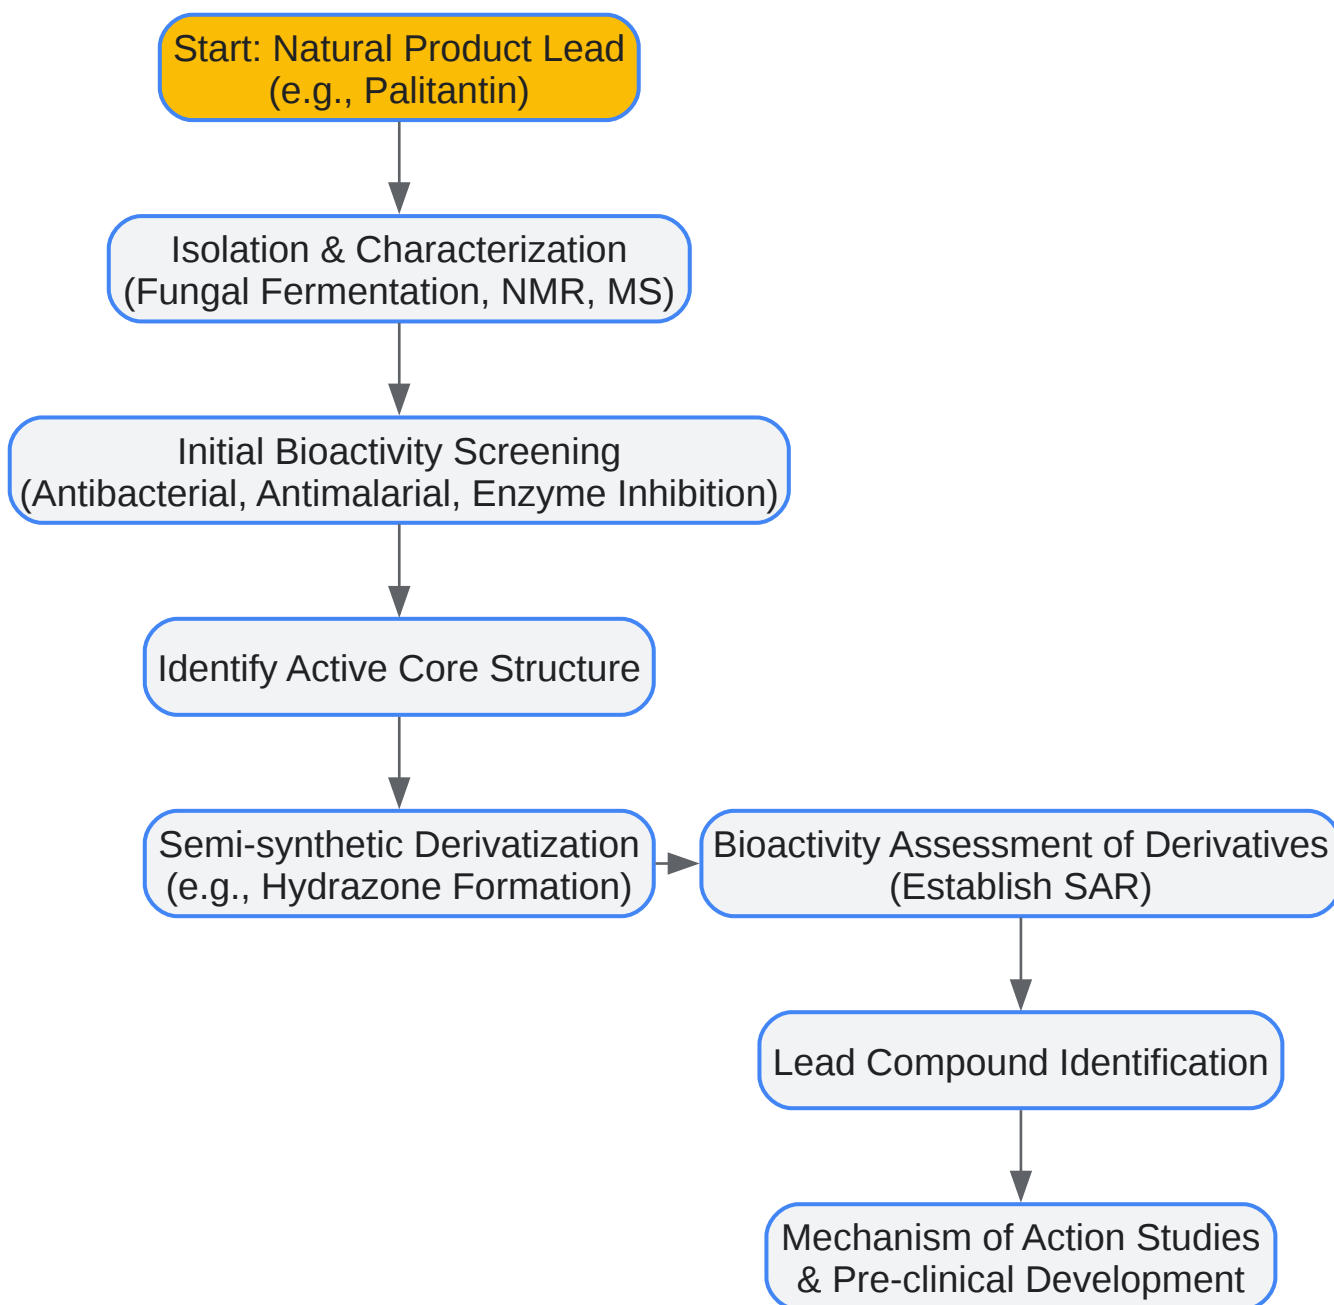 Start: Natural Product Lead
(e.g., Palitantin)
Isolation & Characterization
(Fungal Fermentation, NMR, MS)
Initial Bioactivity Screening
(Antibacterial, Antimalarial, Enzyme Inhibition)
Identify Active Core Structure
Semi-synthetic Derivatization
(e.g., Hydrazone Formation)
Bioactivity Assessment of Derivatives
(Establish SAR)
Lead Compound Identification
Mechanism of Action Studies
& Pre-clinical Development